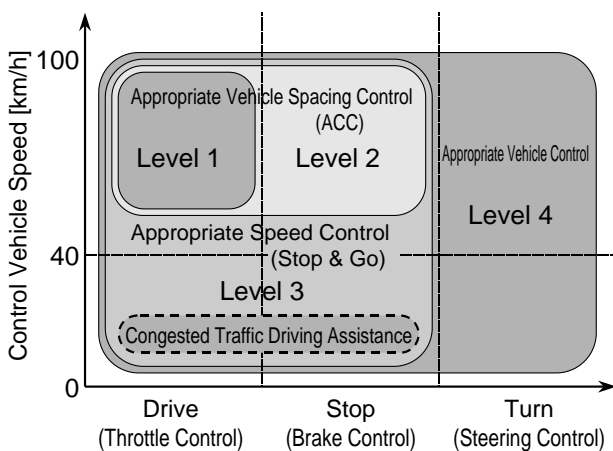 Control Vehicle Speed [km/h]
100
40
0
Appropriate Vehicle Spacing Control
(ACC)
Level 1
Level 2
Appropriate Vehicle Control
Level 4
Appropriate Speed Control
(Stop & Go)
Level 3
Congested Traffic Driving Assistance
Drive
(Throttle Control)
Stop
(Brake Control)
Turn
(Steering Control)